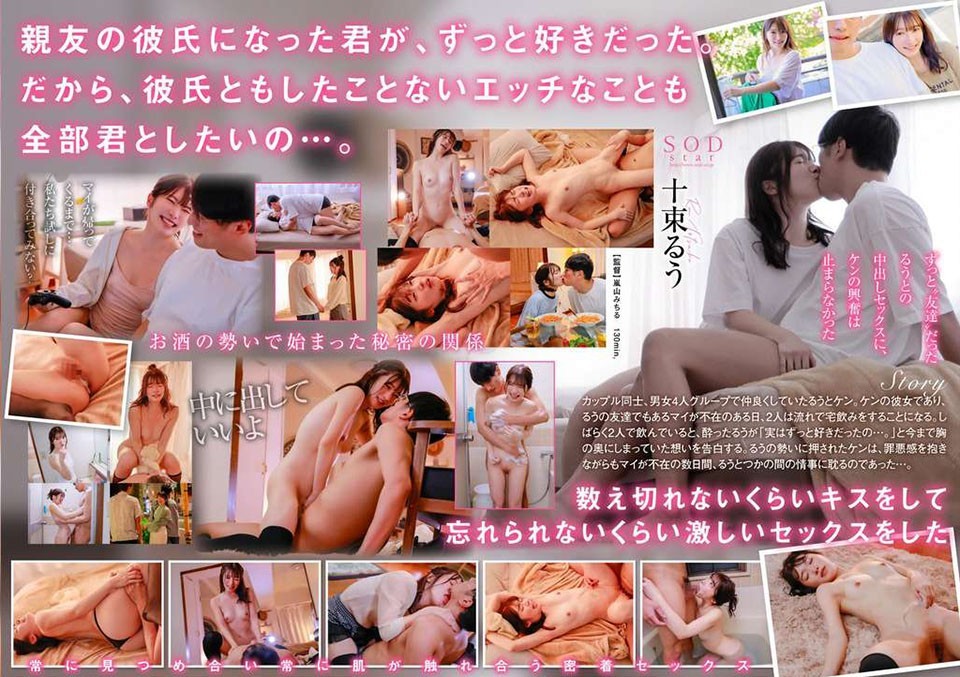 親友の彼氏になった君が、ずっと好きだった。
だから、彼氏ともしたことないエッチなことも
全部君としたいの…。
マイが帰って
くるまで…
私たち試しに
付き合ってみない?
SOD
star
十束るう
【監督】嵐山みちる 130min.
お酒の勢いで始まった秘密の関係
ずっと“友達”だった
るうとの
中出しセックスに、
ケンの興奮は
止まらなかった
中に出して
いいよ
Story
カップル同士、男女4人グループで仲良くしていたるうとケン。ケンの彼女であり、
るうの友達でもあるマイが不在のある日、2人は流れで宅飲みをすることになる。し
ばらく2人で飲んでいると、酔ったるうが「実はずっと好きだったの…。」と今まで胸
の奥にしまっていた想いを告白する。るうの勢いに押されたケンは、罪悪感を抱き
ながらもマイが不在の数日間、るうとつかの間の情事に耽るのであった…。
数え切れないくらいキスをして
忘れられないくらい激しいセックスをした
常に見つめ合い常に肌が触れ合う密着セックス